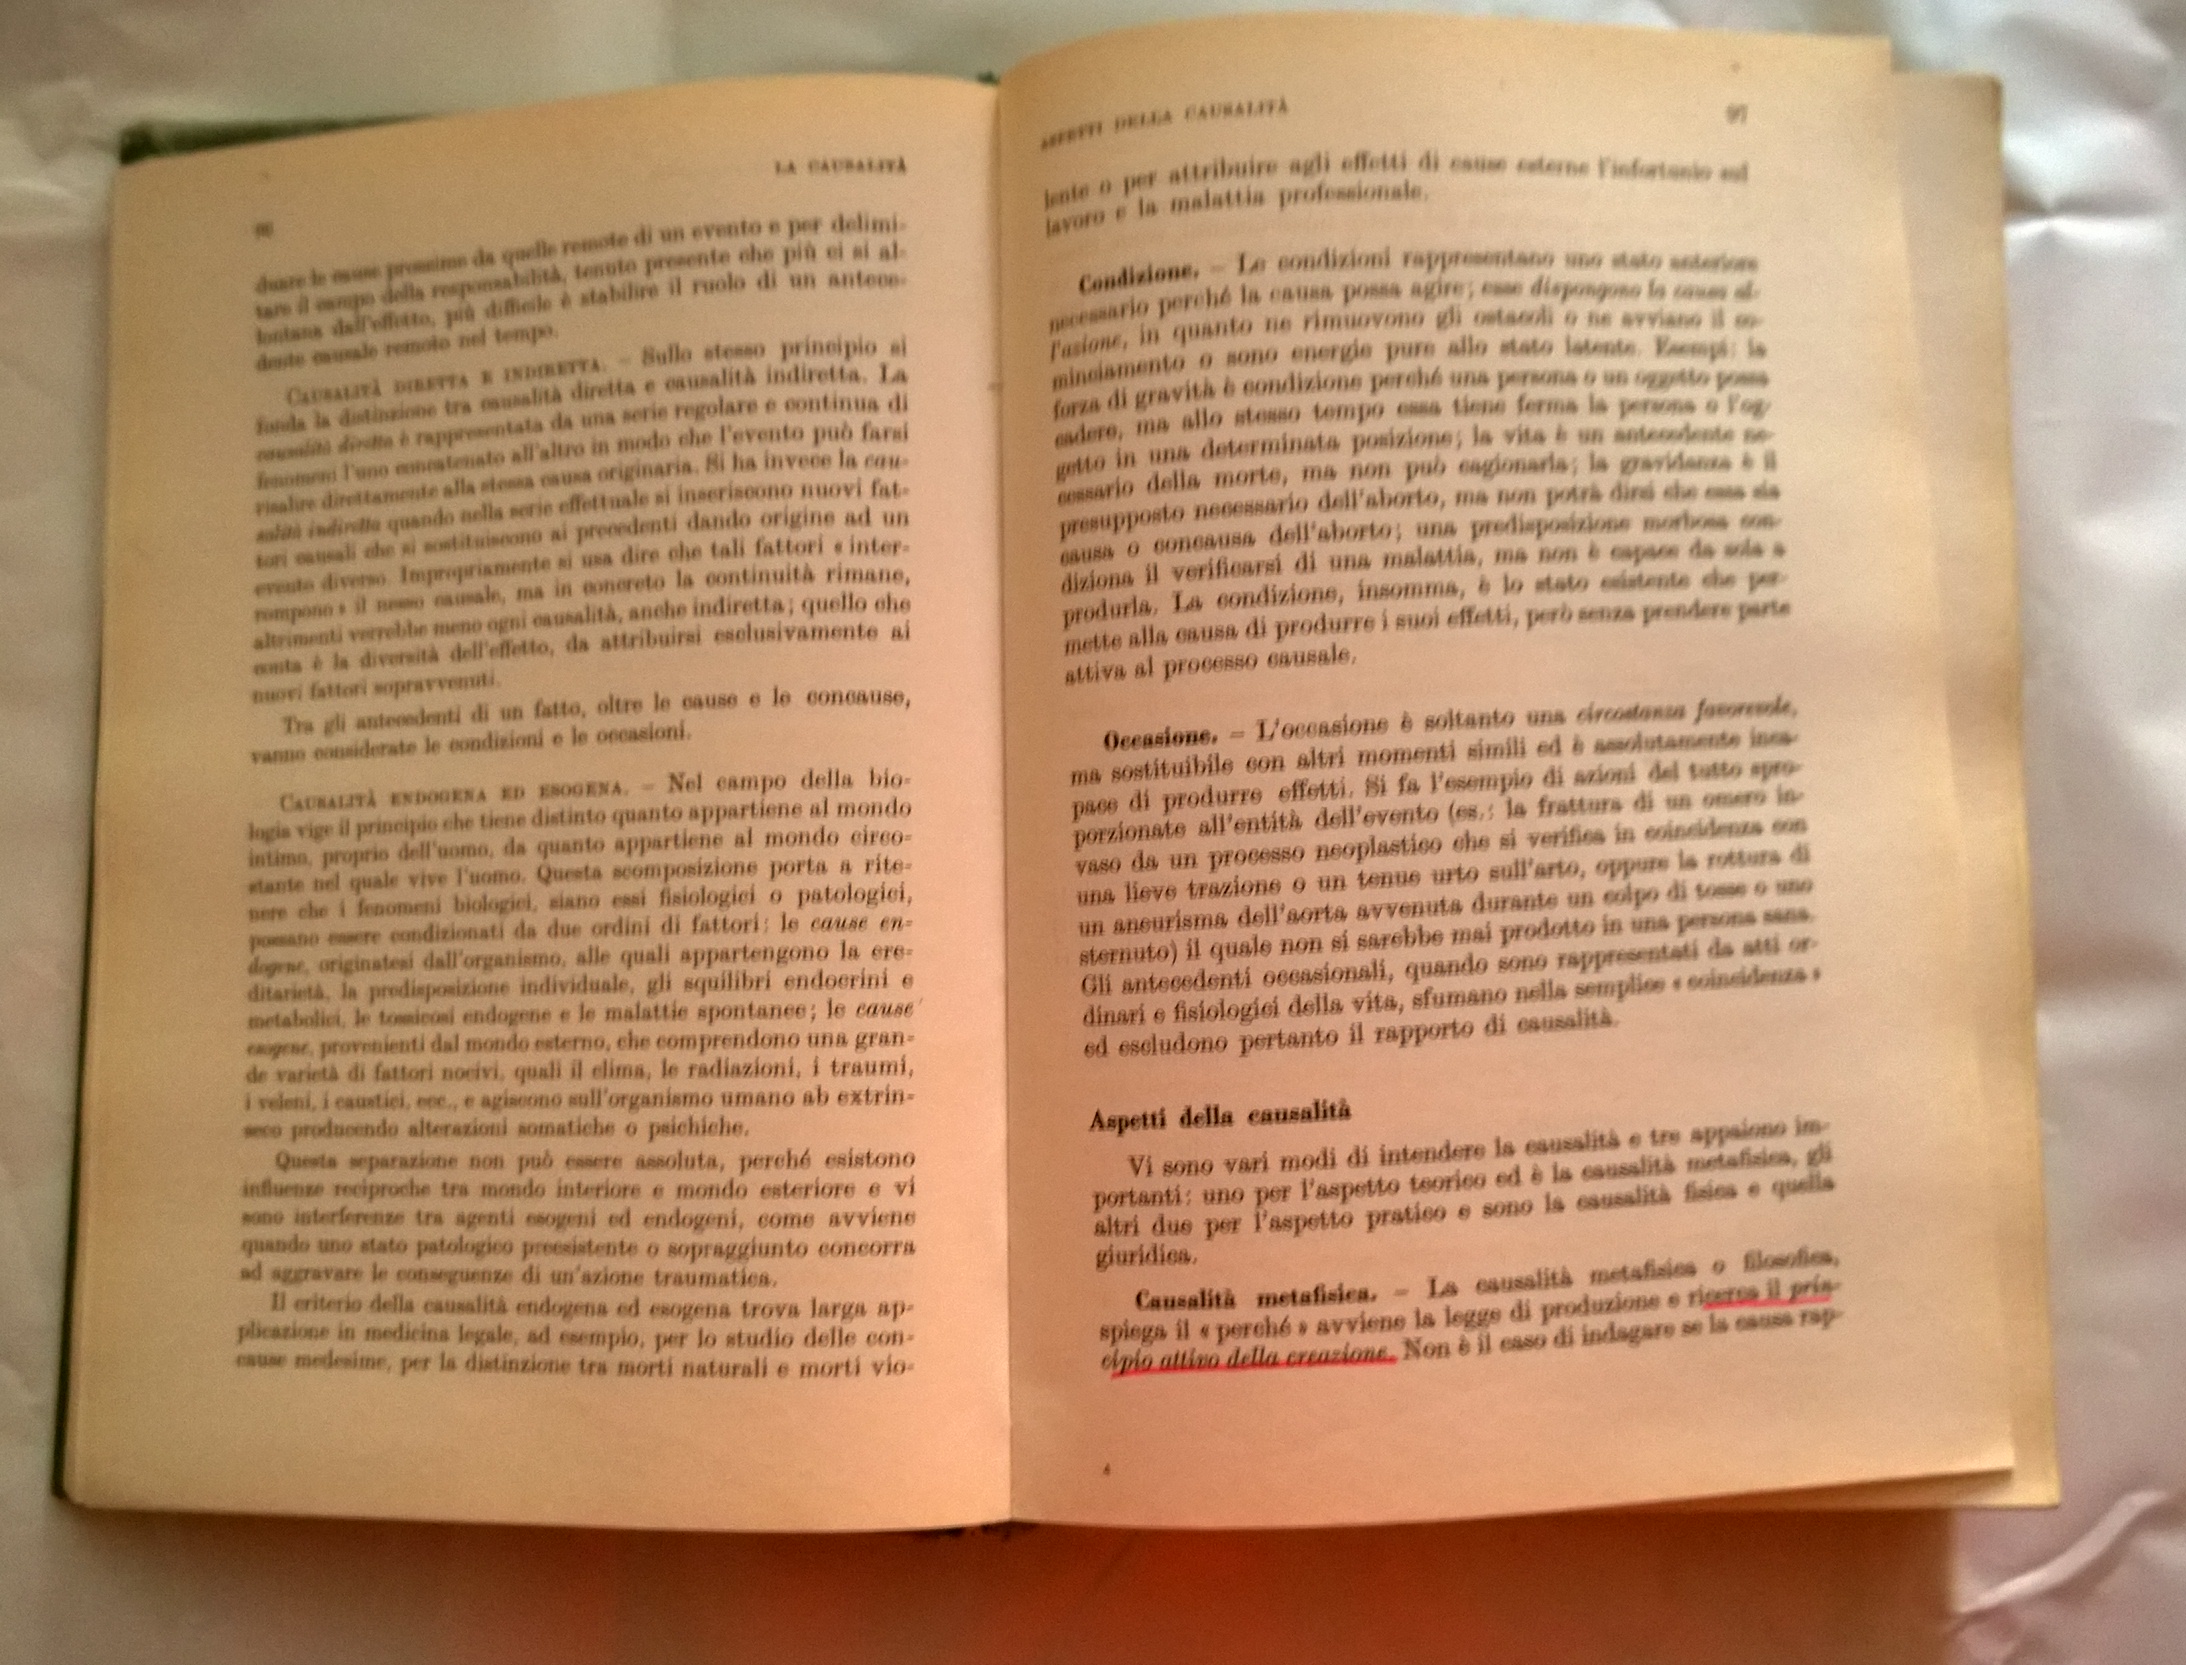 LA CAUSALITÀ
96
duare le cause prossime da quelle remote di un evento e per delimi-
tare il campo della responsabilità, tenuto presente che più ci si al-
lontana dall'effetto, più difficile è stabilire il ruolo di un antece-
dente causale remoto nel tempo.
CAUSALITÀ DIRETTA E INDIRETTA. – Sullo stesso principio si
fonda la distinzione tra causalità diretta e causalità indiretta. La
causalità diretta è rappresentata da una serie regolare e continua di
fenomeni l'uno concatenato all'altro in modo che l'evento può farsi
risalire direttamente alla stessa causa originaria. Si ha invece la cau-
salità indiretta quando nella serie effettuale si inseriscono nuovi fat-
tori causali che si sostituiscono ai precedenti dando origine ad un
evento diverso. Impropriamente si usa dire che tali fattori « inter-
rompono » il nesso causale, ma in concreto la continuità rimane,
altrimenti verrebbe meno ogni causalità, anche indiretta; quello che
conta è la diversità dell'effetto, da attribuirsi esclusivamente ai
nuovi fattori sopravvenuti.
Tra gli antecedenti di un fatto, oltre le cause e le concause,
vanno considerate le condizioni e le occasioni.
CAUSALITÀ ENDOGENA ED ESOGENA. – Nel campo della bio-
logia vige il principio che tiene distinto quanto appartiene al mondo
intimo, proprio dell'uomo, da quanto appartiene al mondo circo-
stante nel quale vive l'uomo. Questa scomposizione porta a rite-
nere che i fenomeni biologici, siano essi fisiologici o patologici,
possano essere condizionati da due ordini di fattori: le cause en-
dogene, originatesi dall'organismo, alle quali appartengono la ere-
ditarietà, la predisposizione individuale, gli squilibri endocrini e
metabolici, le tossicosi endogene e le malattie spontanee; le cause
esogene, provenienti dal mondo esterno, che comprendono una gran-
de varietà di fattori nocivi, quali il clima, le radiazioni, i traumi,
i veleni, i caustici, ecc., e agiscono sull'organismo umano ab extrin-
seco producendo alterazioni somatiche o psichiche.
Questa separazione non può essere assoluta, perché esistono
influenze reciproche tra mondo interiore e mondo esteriore e vi
sono interferenze tra agenti esogeni ed endogeni, come avviene
quando uno stato patologico preesistente o sopraggiunto concorra
ad aggravare le conseguenze di un'azione traumatica.
Il criterio della causalità endogena ed esogena trova larga ap-
plicazione in medicina legale, ad esempio, per lo studio delle con-
cause medesime, per la distinzione tra morti naturali e morti vio-
ASPETTI DELLA CAUSALITÀ
97
lente o per attribuire agli effetti di cause esterne l'infortunio sul
lavoro e la malattia professionale.
Condizione. – Le condizioni rappresentano uno stato anteriore
necessario perché la causa possa agire; esse dispongono la causa al-
l'azione, in quanto ne rimuovono gli ostacoli o ne avviano il co-
minciamento o sono energie pure allo stato latente. Esempi: la
forza di gravità è condizione perché una persona o un oggetto possa
cadere, ma allo stesso tempo essa tiene ferma la persona o l'og-
getto in una determinata posizione; la vita è un antecedente ne-
cessario della morte, ma non può cagionarla; la gravidanza è il
presupposto necessario dell'aborto, ma non potrà dirsi che essa sia
causa o concausa dell'aborto; una predisposizione morbosa con-
diziona il verificarsi di una malattia, ma non è capace da sola a
produrla. La condizione, insomma, è lo stato esistente che per-
mette alla causa di produrre i suoi effetti, però senza prendere parte
attiva al processo causale.
Occasione. – L'occasione è soltanto una circostanza favorevole,
ma sostituibile con altri momenti simili ed è assolutamente inca-
pace di produrre effetti. Si fa l'esempio di azioni del tutto spro-
porzionate all'entità dell'evento (es.: la frattura di un omero in-
vaso da un processo neoplastico che si verifica in coincidenza con
una lieve trazione o un tenue urto sull'arto, oppure la rottura di
un aneurisma dell'aorta avvenuta durante un colpo di tosse o uno
sternuto) il quale non si sarebbe mai prodotto in una persona sana.
Gli antecedenti occasionali, quando sono rappresentati da atti or-
dinari e fisiologici della vita, sfumano nella semplice « coincidenza »
ed escludono pertanto il rapporto di causalità.
Aspetti della causalità
Vi sono vari modi di intendere la causalità e tre appaiono im-
portanti: uno per l'aspetto teorico ed è la causalità metafisica, gli
altri due per l'aspetto pratico e sono la causalità fisica e quella
giuridica.
Causalità metafisica. – La causalità metafisica o filosofica,
spiega il « perché » avviene la legge di produzione e ricerca il prin-
cipio attivo della creazione. Non è il caso di indagare se la causa rap-